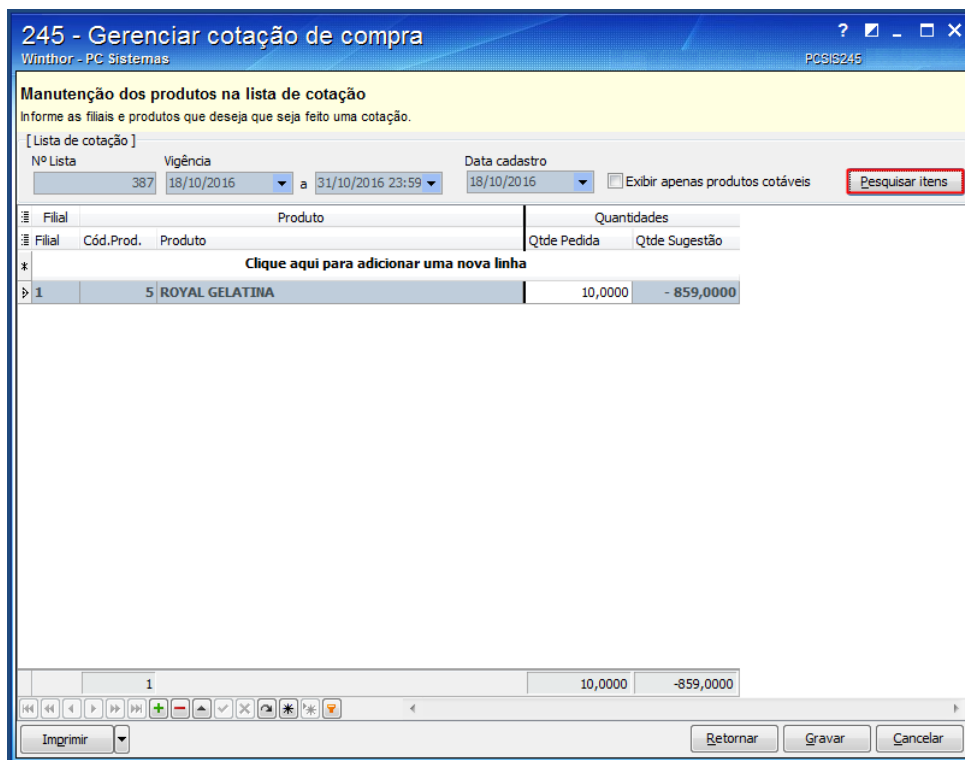 245 - Gerenciar cotação de compra
?
Winthor - PC Sistemas
PCSIS245
Manutenção dos produtos na lista de cotação
Informe as filiais e produtos que deseja que seja feito uma cotação.
[ Lista de cotação ]
Nº Lista Vigência Data cadastro
387 18/10/2016 a 31/10/2016 23:59 18/10/2016 Exibir apenas produtos cotáveis Pesquisar itens
Filial Produto Quantidades
Filial Cód.Prod. Produto Qtde Pedida Qtde Sugestão
Clique aqui para adicionar uma nova linha
1 5 ROYAL GELATINA 10,0000 - 859,0000
1 10,0000 -859,0000
Imprimir Retornar Gravar Cancelar